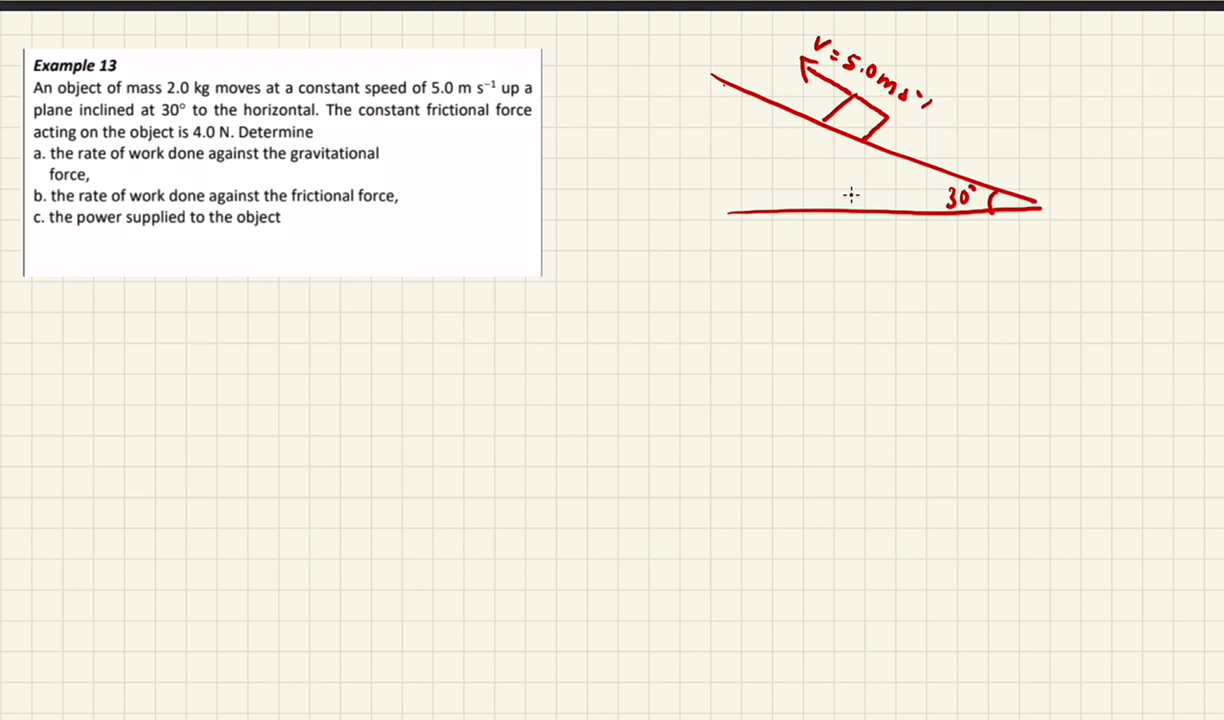 Example 13
An object of mass 2.0 kg moves at a constant speed of 5.0 m s⁻¹ up a
plane inclined at 30° to the horizontal. The constant frictional force
acting on the object is 4.0 N. Determine
a. the rate of work done against the gravitational
force,
b. the rate of work done against the frictional force,
c. the power supplied to the object
v = 5.0 m s⁻¹
30°